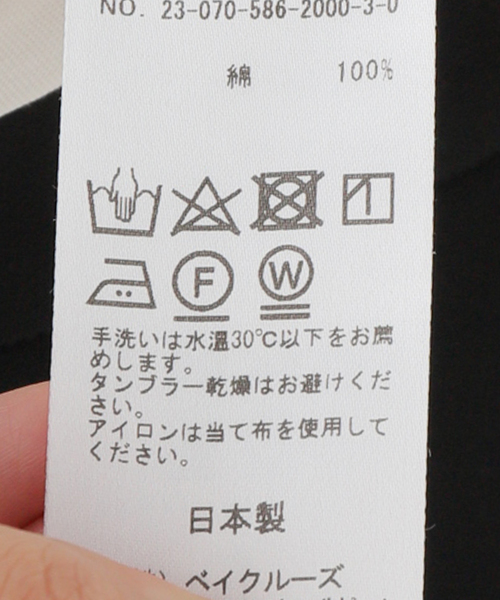 NO. 23-070-586-2000-3-0
綿 100%
F W
手洗いは水温30℃以下をお薦
めします。
タンブラー乾燥はお避けくだ
さい。
アイロンは当て布を使用して
ください。
日本製
ベイクルーズ